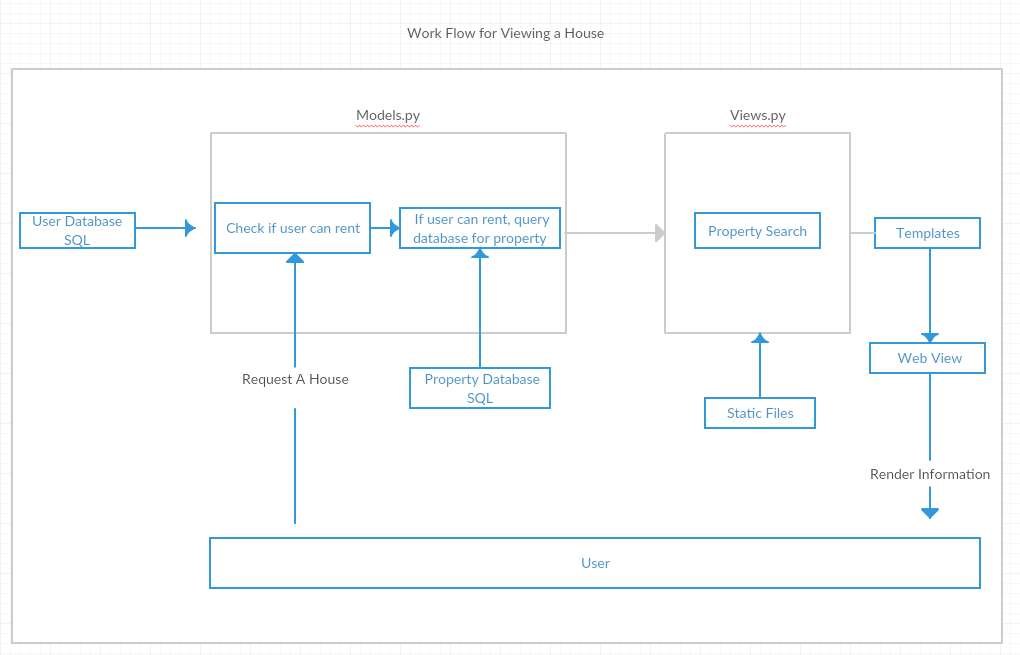 Work Flow for Viewing a House
Models.py
Views.py
User Database
SQL
Check if user can rent
If user can rent, query
database for property
Property Search
Templates
Web View
Request A House
Property Database
SQL
Static Files
Render Information
User